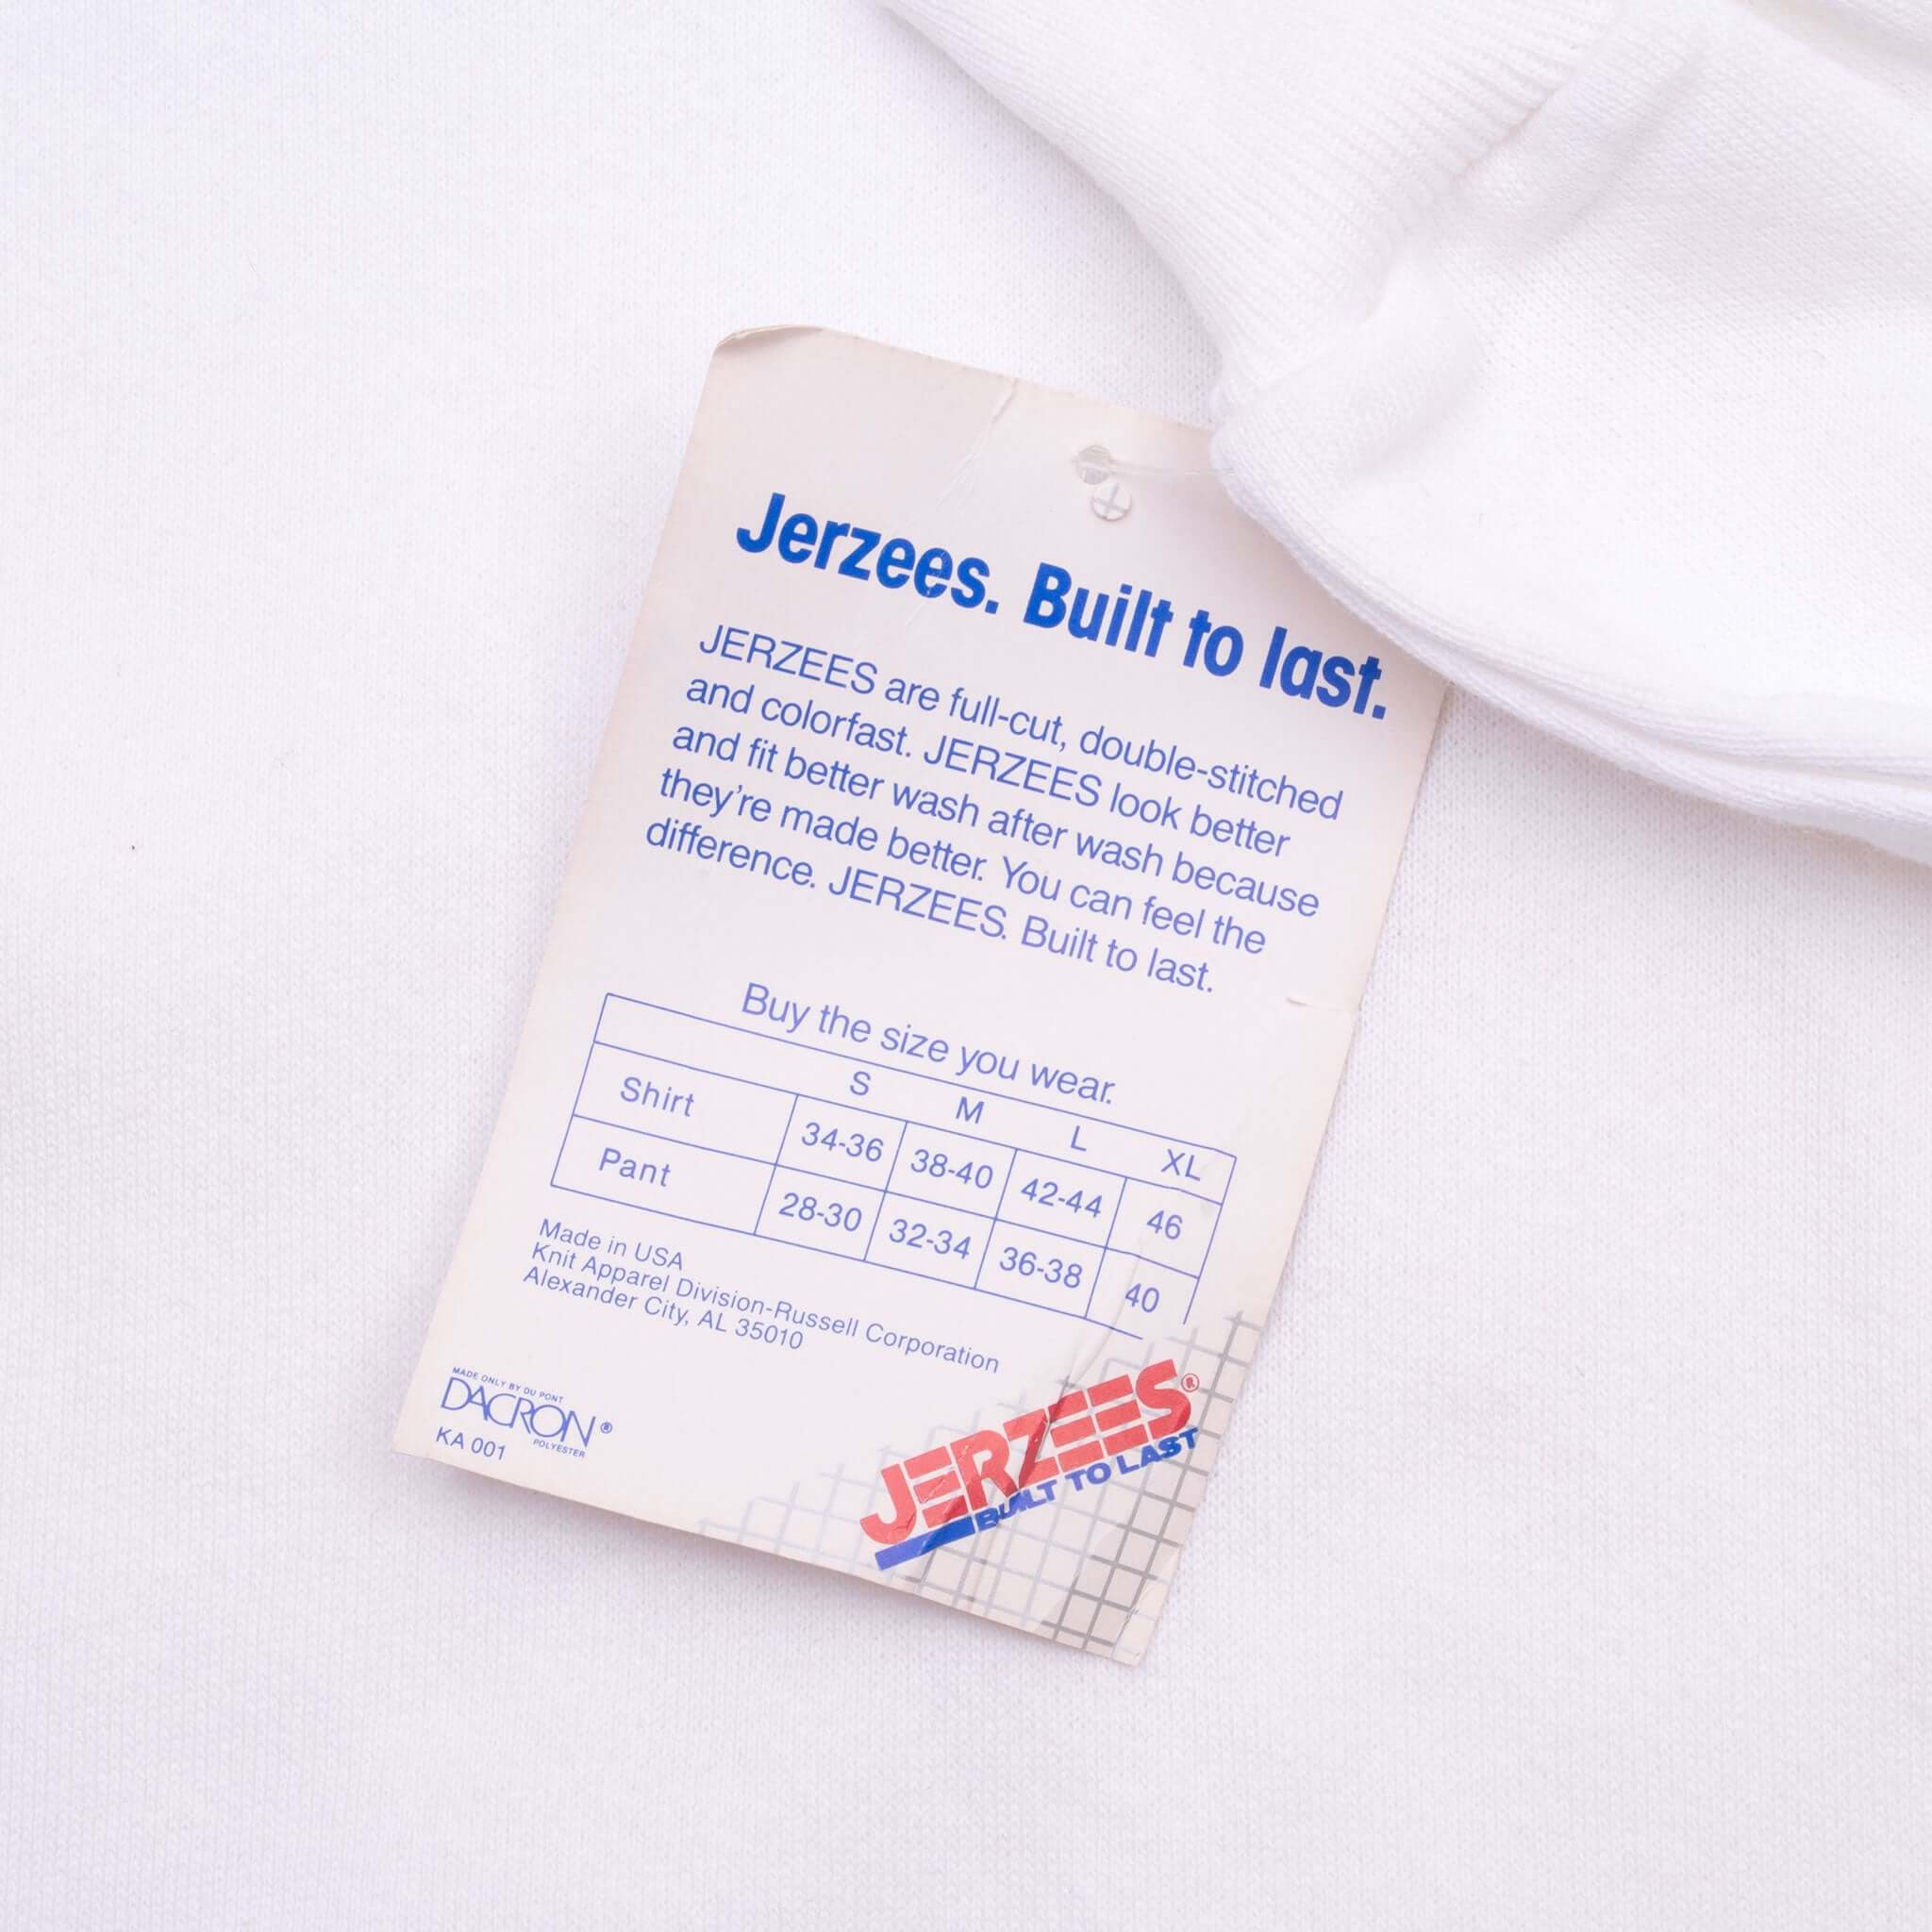 Jerzees. Built to last.
JERZEES are full-cut, double-stitched
and colorfast. JERZEES look better
and fit better wash after wash because
they're made better. You can feel the
difference. JERZEES. Built to last.
Buy the size you wear.
S M L XL
Shirt 34-36 38-40 42-44 46
Pant 28-30 32-34 36-38 40
Made in USA
Knit Apparel Division-Russell Corporation
Alexander City, AL 35010
MADE ONLY BY DU PONT
DACRON®
POLYESTER
KA 001
JERZEES®
BUILT TO LAST